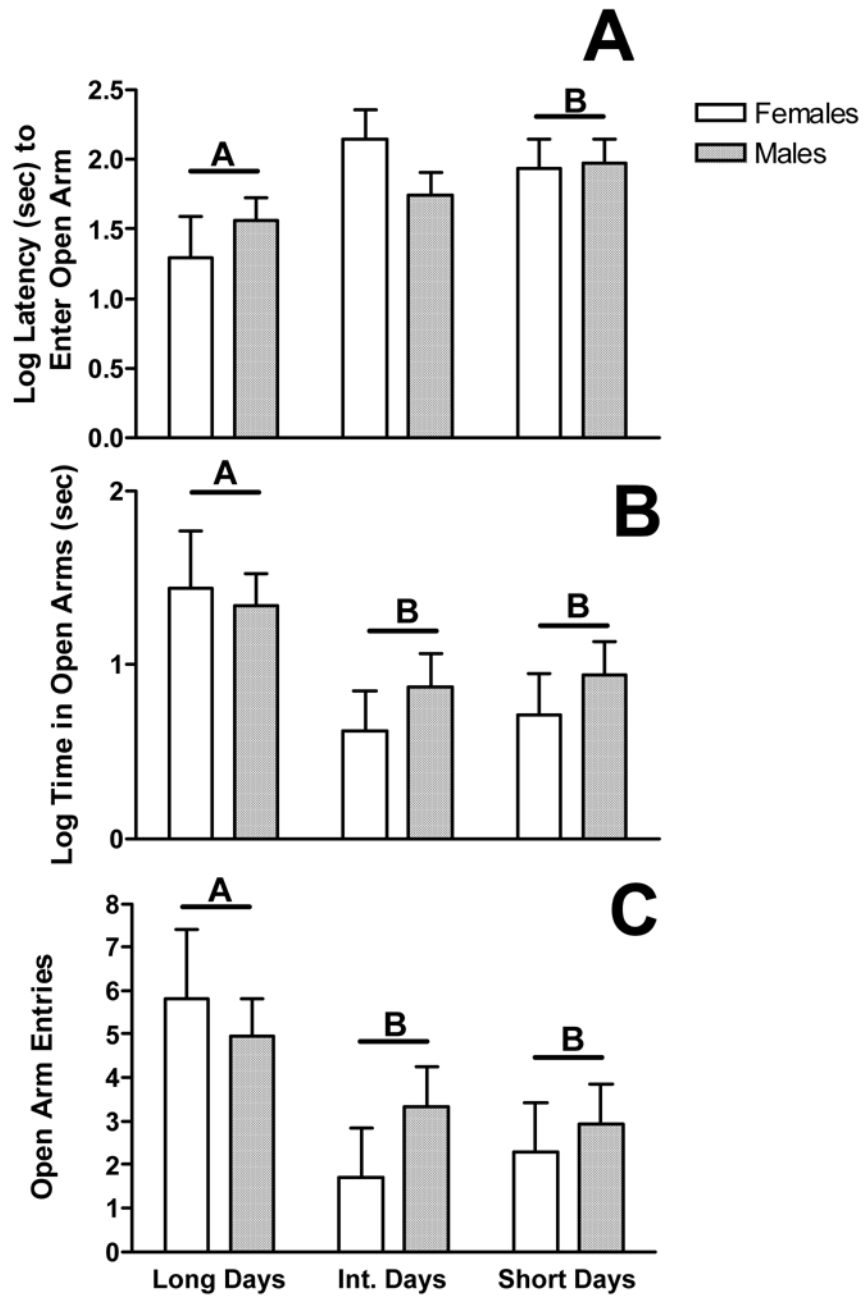 A
2.5
2.0
1.5
1.0
0.5
0.0
Log Latency (sec) to
Enter Open Arm
A
B
Females
Males
B
2
1
0
Log Time in Open Arms (sec)
A
B
B
C
8
7
6
5
4
3
2
1
0
Open Arm Entries
A
B
B
Long Days
Int. Days
Short Days